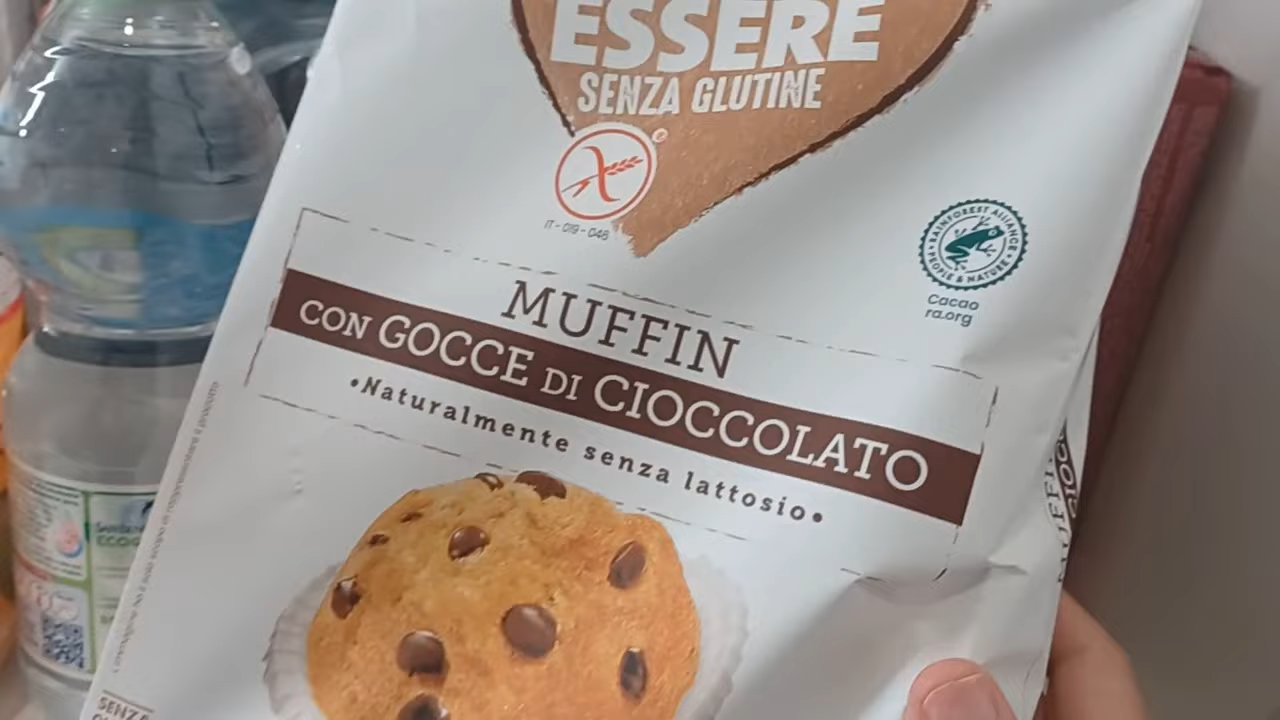 ESSERE
SENZA GLUTINE
IT - 019 - 048
RAINFOREST ALLIANCE
PEOPLE & NATURE
Cacao
ra.org
MUFFIN
CON GOCCE DI CIOCCOLATO
•Naturalmente senza lattosio•
SENZA